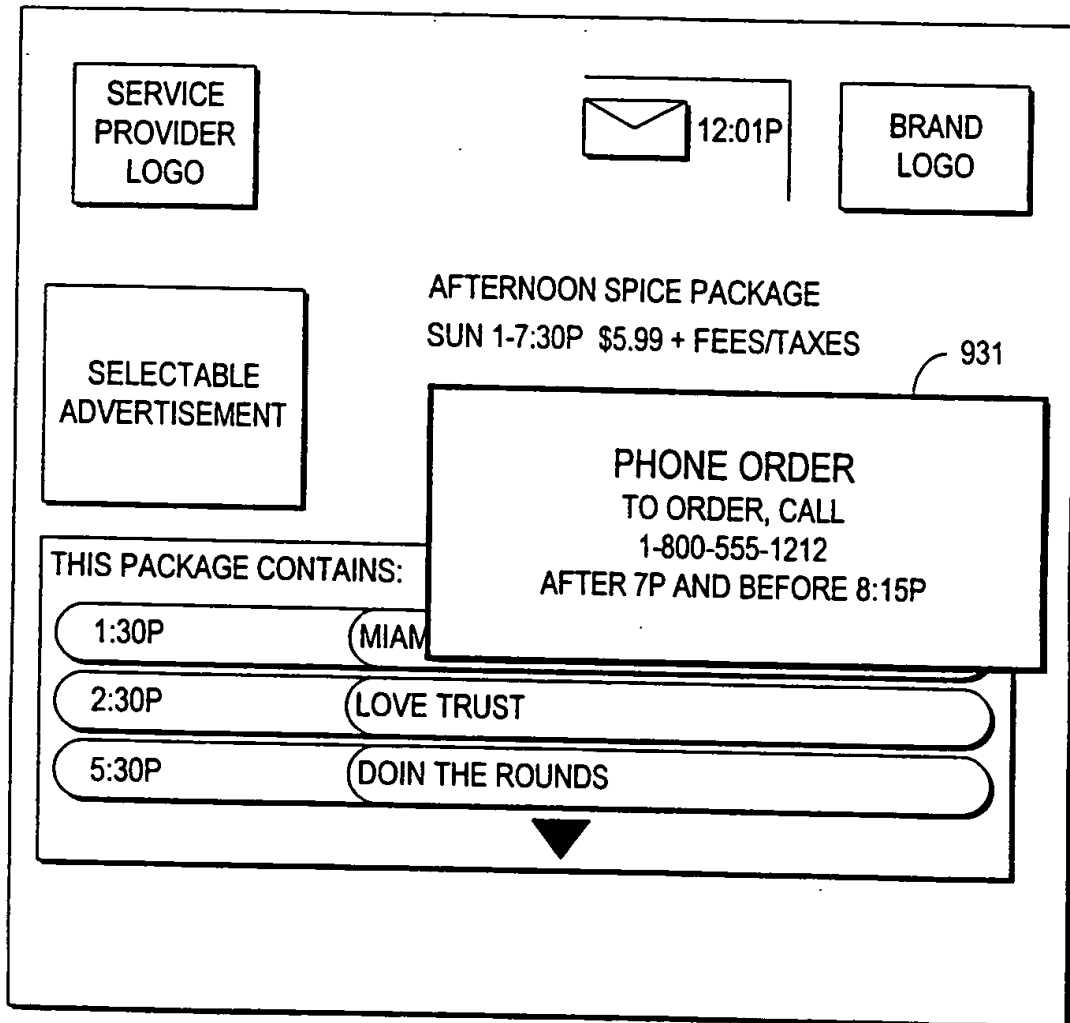 SERVICE
PROVIDER
LOGO
12:01P
BRAND
LOGO
AFTERNOON SPICE PACKAGE
SUN 1-7:30P $5.99 + FEES/TAXES
931
SELECTABLE
ADVERTISEMENT
PHONE ORDER
TO ORDER, CALL
1-800-555-1212
AFTER 7P AND BEFORE 8:15P
THIS PACKAGE CONTAINS:
1:30P MIAM
2:30P LOVE TRUST
5:30P DOIN THE ROUNDS